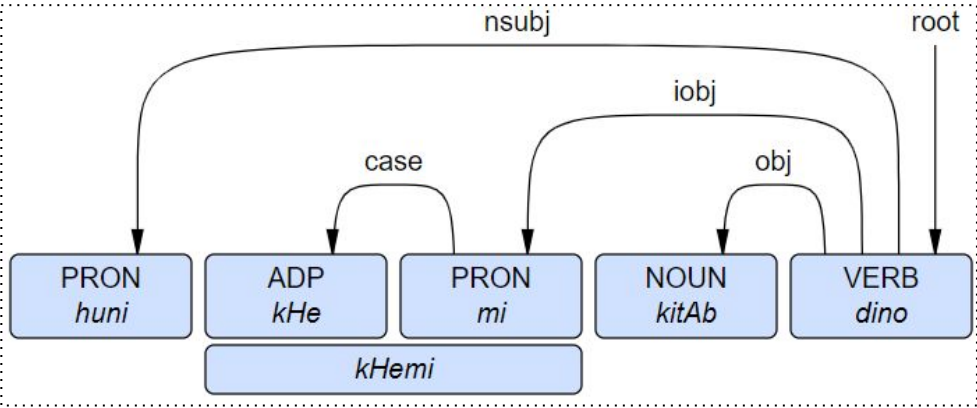 nsubj root
iobj
case obj
PRON ADP PRON NOUN VERB
huni kHe mi kitAb dino
kHemi